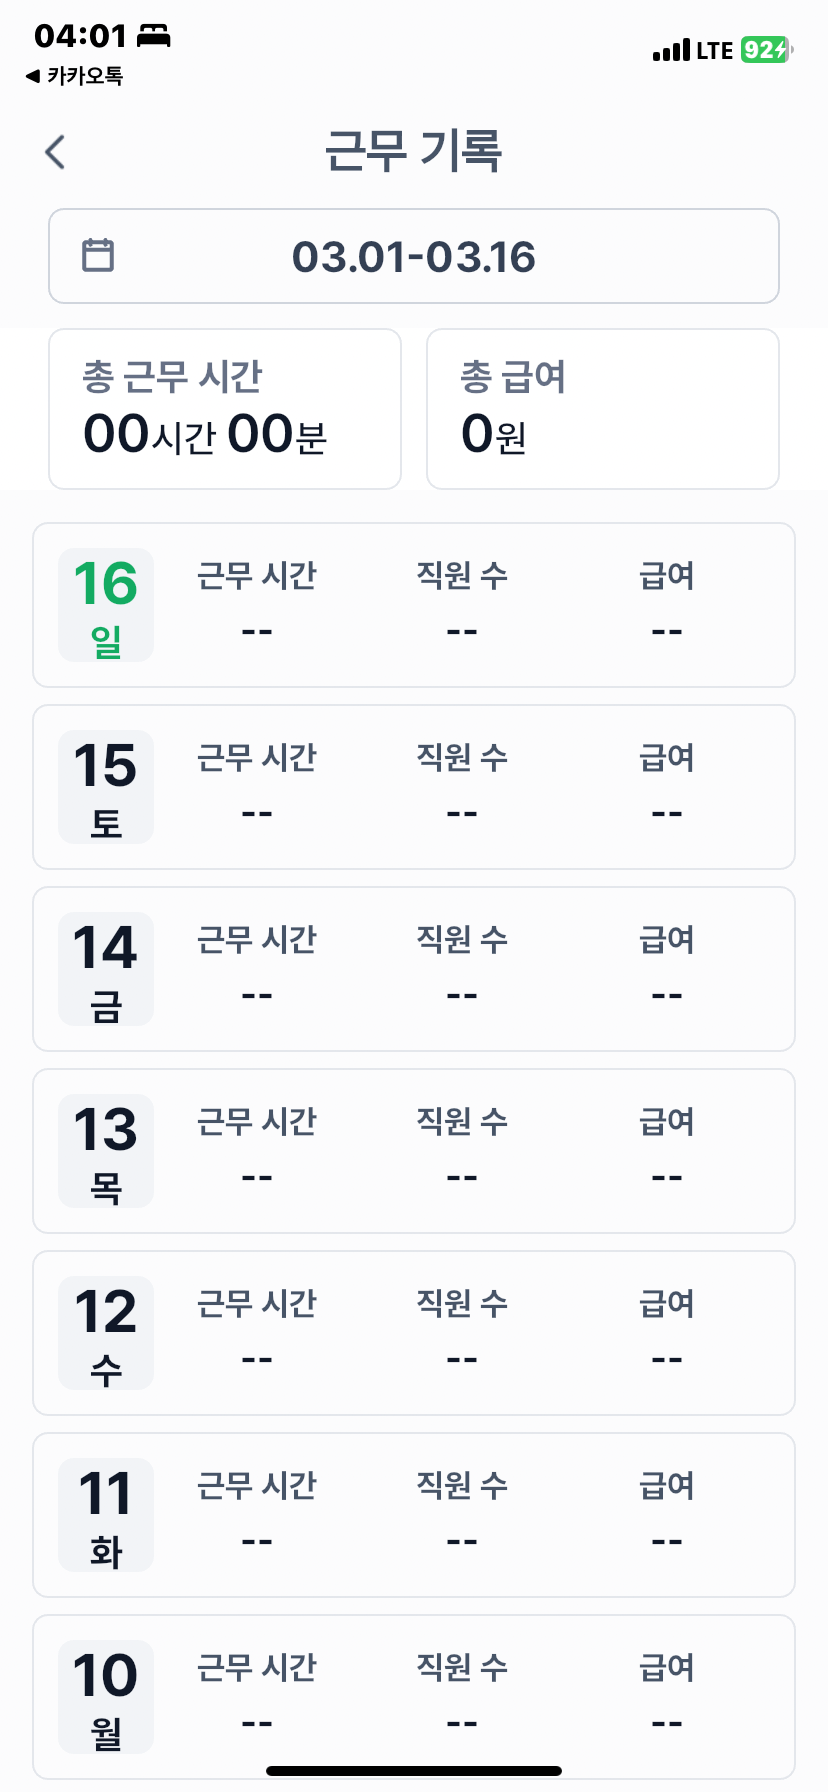 04:01
LTE 92
◀ 카카오톡
근무 기록
03.01-03.16
총 근무 시간
00시간 00분
총 급여
0원
16
일
근무 시간 직원 수 급여
-- -- --
15
토
근무 시간 직원 수 급여
-- -- --
14
금
근무 시간 직원 수 급여
-- -- --
13
목
근무 시간 직원 수 급여
-- -- --
12
수
근무 시간 직원 수 급여
-- -- --
11
화
근무 시간 직원 수 급여
-- -- --
10
월
근무 시간 직원 수 급여
-- -- --